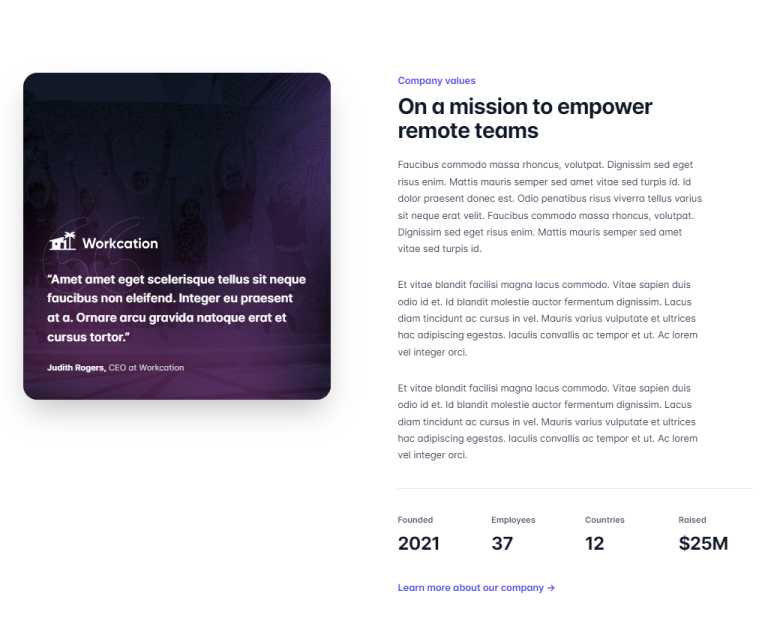 Workcation
“Amet amet eget scelerisque tellus sit neque
faucibus non eleifend. Integer eu praesent
at a. Ornare arcu gravida natoque erat et
cursus tortor.”
Judith Rogers, CEO at Workcation
Company values
On a mission to empower
remote teams
Faucibus commodo massa rhoncus, volutpat. Dignissim sed eget
risus enim. Mattis mauris semper sed amet vitae sed turpis id. Id
dolor praesent donec est. Odio penatibus risus viverra tellus varius
sit neque erat velit. Faucibus commodo massa rhoncus, volutpat.
Dignissim sed eget risus enim. Mattis mauris semper sed amet
vitae sed turpis id.
Et vitae blandit facilisi magna lacus commodo. Vitae sapien duis
odio id et. Id blandit molestie auctor fermentum dignissim. Lacus
diam tincidunt ac cursus in vel. Mauris varius vulputate et ultrices
hac adipiscing egestas. Iaculis convallis ac tempor et ut. Ac lorem
vel integer orci.
Et vitae blandit facilisi magna lacus commodo. Vitae sapien duis
odio id et. Id blandit molestie auctor fermentum dignissim. Lacus
diam tincidunt ac cursus in vel. Mauris varius vulputate et ultrices
hac adipiscing egestas. Iaculis convallis ac tempor et ut. Ac lorem
vel integer orci.
Founded Employees Countries Raised
2021 37 12 $25M
Learn more about our company →